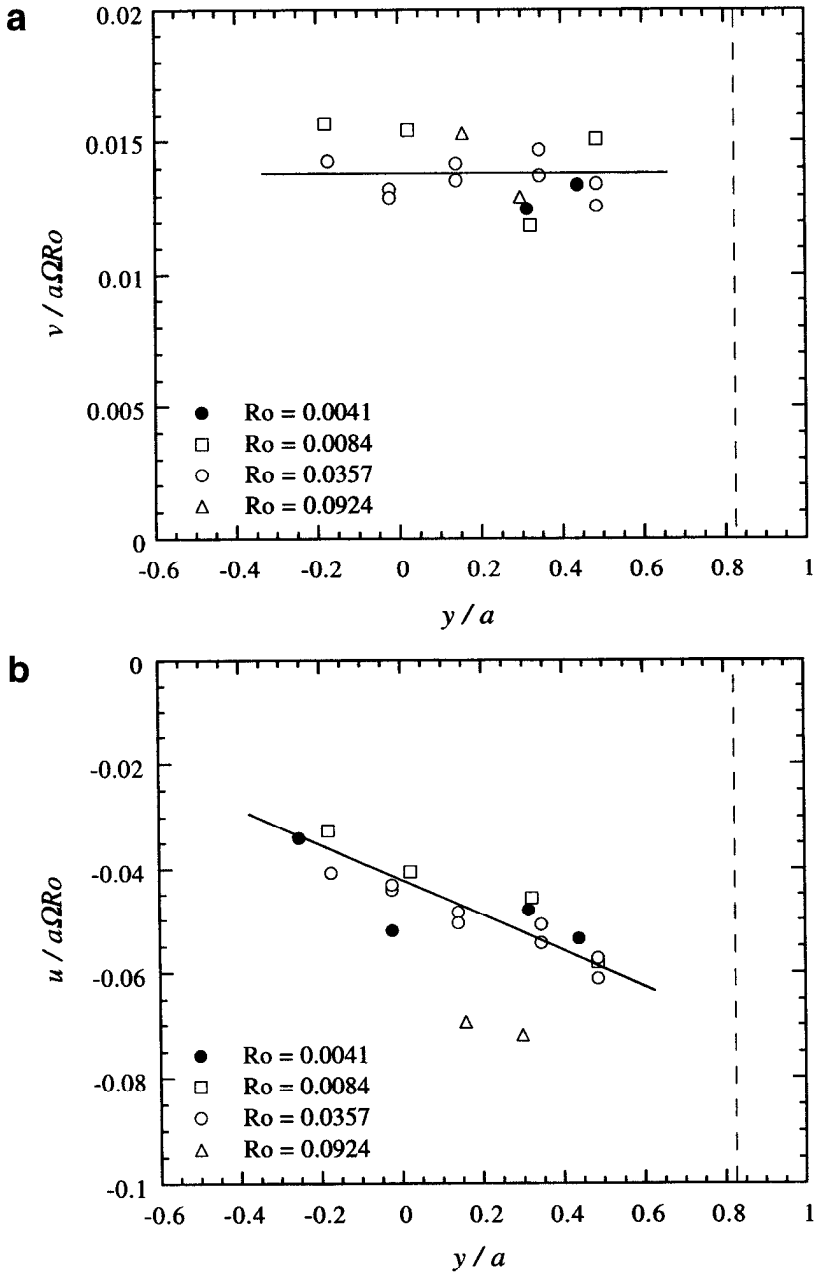 a
0.02
0.015
0.01
0.005
0
v / aΩRo
Ro = 0.0041
Ro = 0.0084
Ro = 0.0357
Ro = 0.0924
-0.6 -0.4 -0.2 0 0.2 0.4 0.6 0.8 1
y / a
b
0
-0.02
-0.04
-0.06
-0.08
-0.1
u / aΩRo
Ro = 0.0041
Ro = 0.0084
Ro = 0.0357
Ro = 0.0924
-0.6 -0.4 -0.2 0 0.2 0.4 0.6 0.8 1
y / a